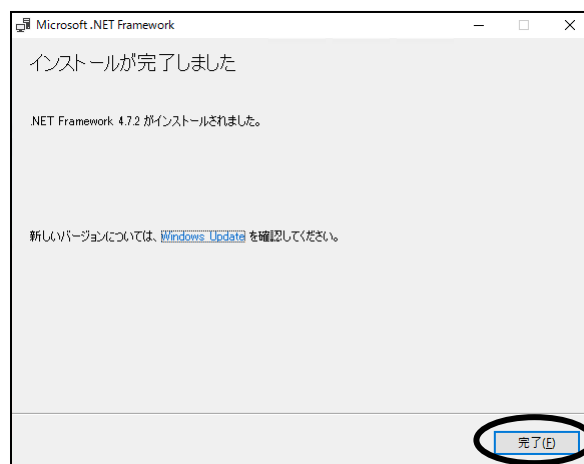 Microsoft .NET Framework
インストールが完了しました
.NET Framework 4.7.2 がインストールされました。
新しいバージョンについては、Windows Update を確認してください。
完了(F)